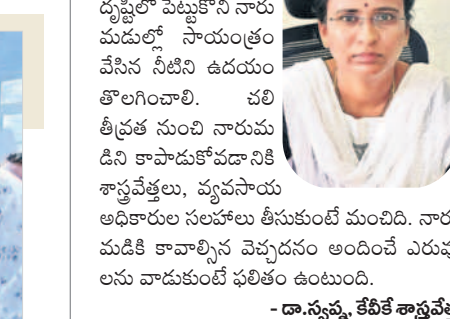 దృష్టిలో పెట్టుకొని నారు
మడుల్లో సాయంత్రం
వేసిన నీటిని ఉదయం
తొలగించాలి. చలి
తీవ్రత నుంచి నారుమ
డిని కాపాడుకోవడానికి
శాస్త్రవేత్తలు, వ్యవసాయ
అధికారుల సలహాలు తీసుకుంటే మంచిది. నారు
మడికి కావాల్సిన వెచ్చదనం అందించే ఎరువు
లను వాడుకుంటే ఫలితం ఉంటుంది.
- డా.స్వప్న, కేవీకే శాస్త్రవేత్త